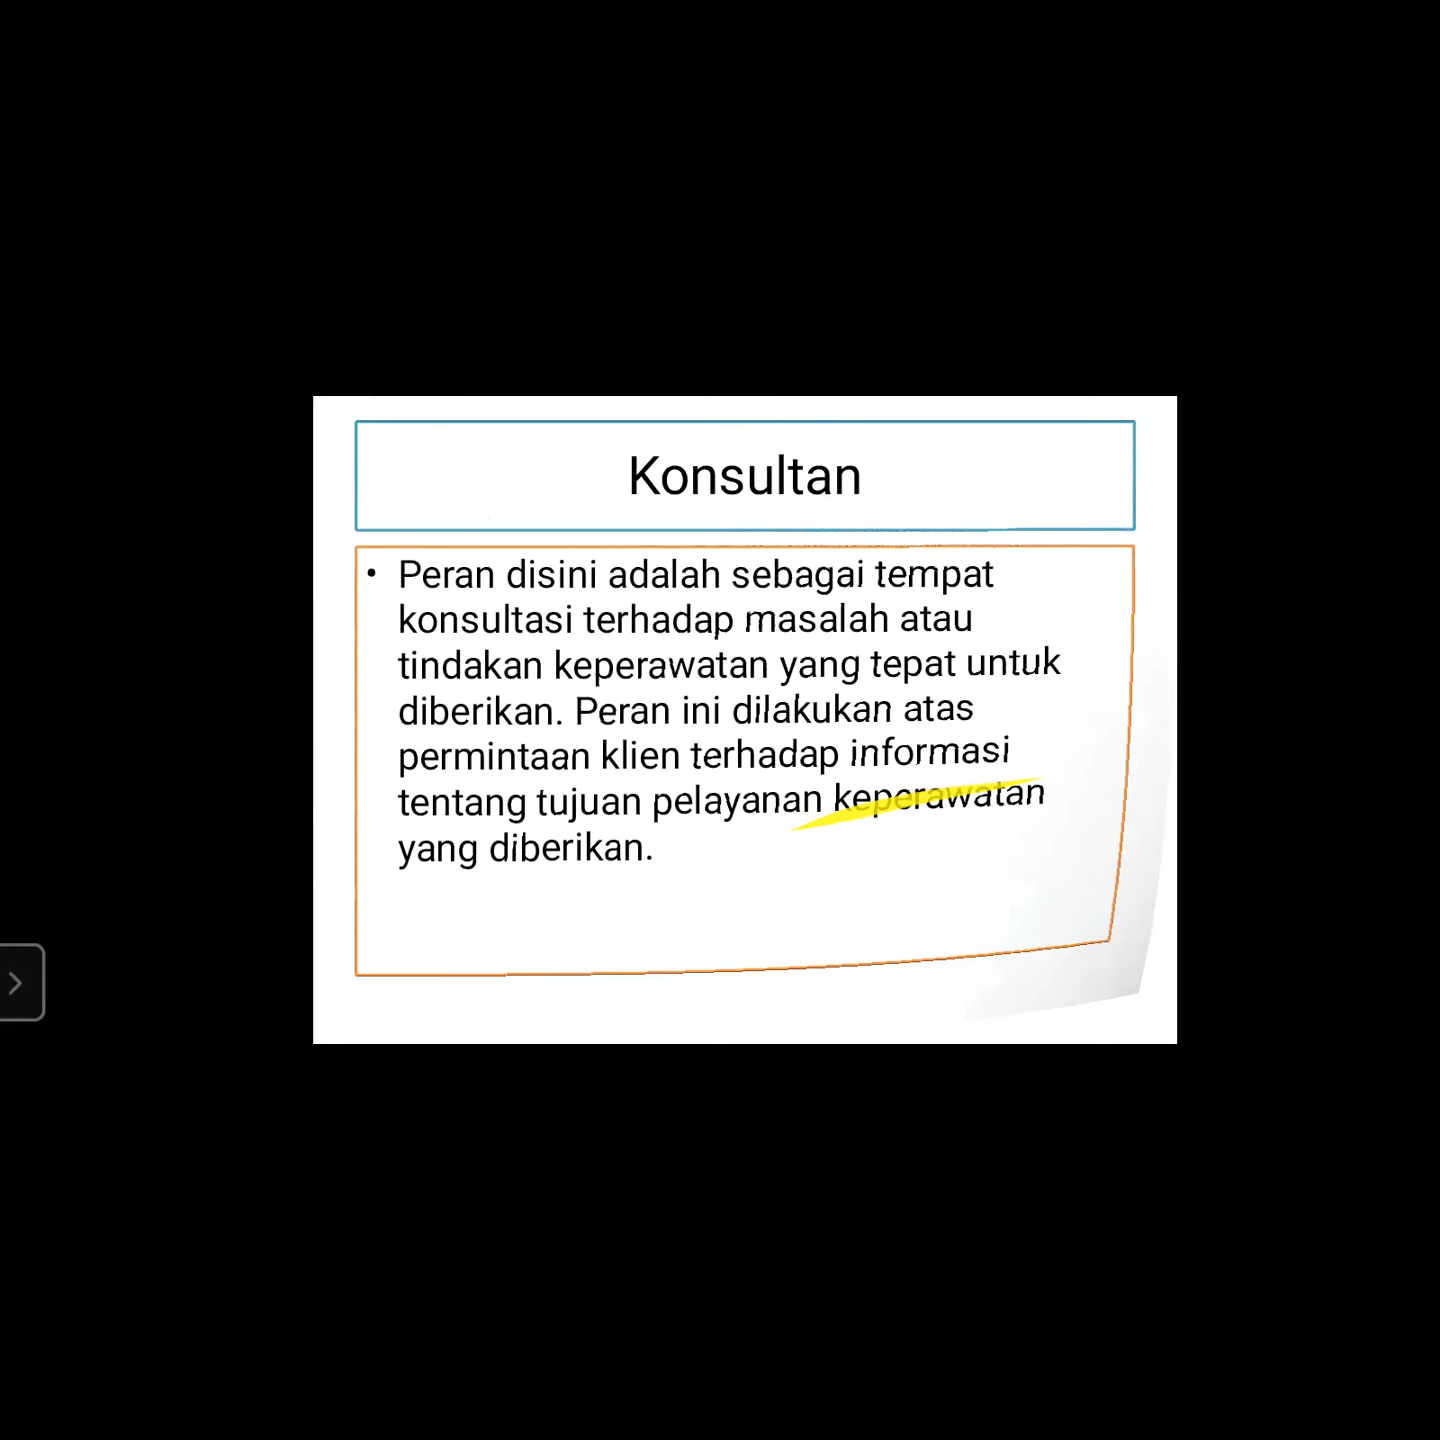 Konsultan
• Peran disini adalah sebagai tempat
konsultasi terhadap masalah atau
tindakan keperawatan yang tepat untuk
diberikan. Peran ini dilakukan atas
permintaan klien terhadap informasi
tentang tujuan pelayanan keperawatan
yang diberikan.